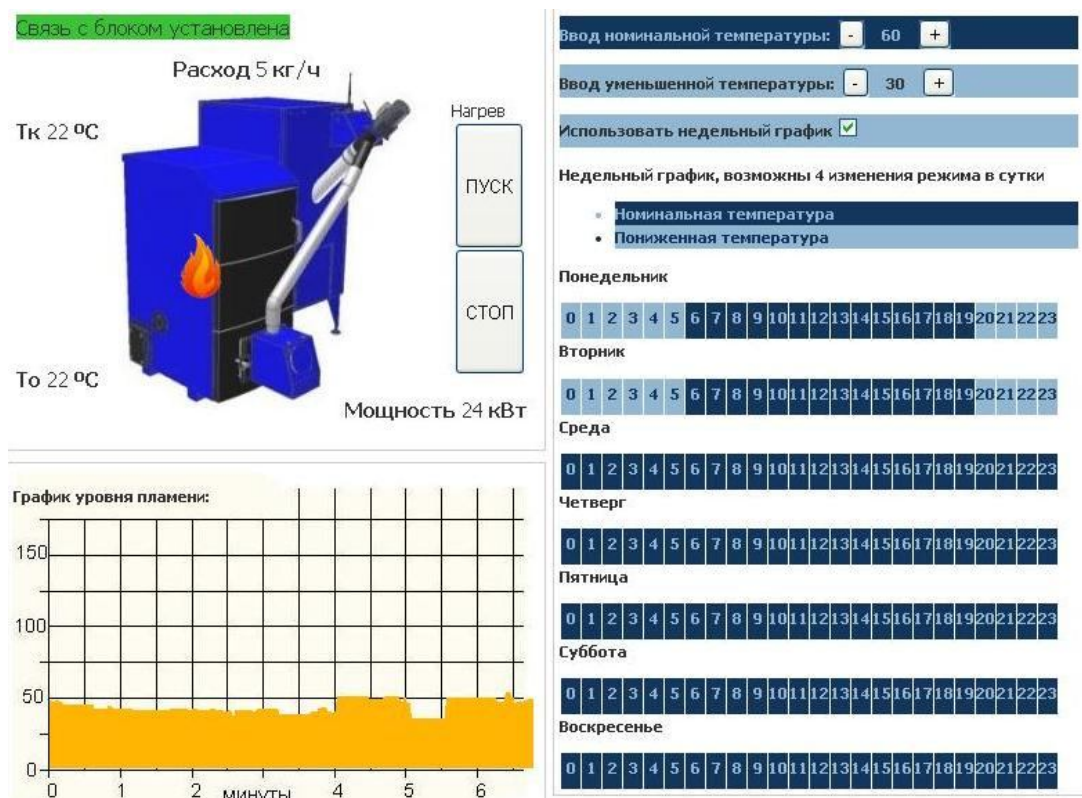 Связь с блоком установлена
Расход 5 кг/ч
Тк 22 ºС
Нагрев
ПУСК
СТОП
То 22 ºС
Мощность 24 кВт
График уровня пламени:
150
100
50
0
0 1 2 минуты 4 5 6
Ввод номинальной температуры: - 60 +
Ввод уменьшенной температуры: - 30 +
Использовать недельный график
Недельный график, возможны 4 изменения режима в сутки
Номинальная температура
Пониженная температура
Понедельник
0 1 2 3 4 5 6 7 8 9 10 11 12 13 14 15 16 17 18 19 20 21 22 23
Вторник
0 1 2 3 4 5 6 7 8 9 10 11 12 13 14 15 16 17 18 19 20 21 22 23
Среда
0 1 2 3 4 5 6 7 8 9 10 11 12 13 14 15 16 17 18 19 20 21 22 23
Четверг
0 1 2 3 4 5 6 7 8 9 10 11 12 13 14 15 16 17 18 19 20 21 22 23
Пятница
0 1 2 3 4 5 6 7 8 9 10 11 12 13 14 15 16 17 18 19 20 21 22 23
Суббота
0 1 2 3 4 5 6 7 8 9 10 11 12 13 14 15 16 17 18 19 20 21 22 23
Воскресенье
0 1 2 3 4 5 6 7 8 9 10 11 12 13 14 15 16 17 18 19 20 21 22 23